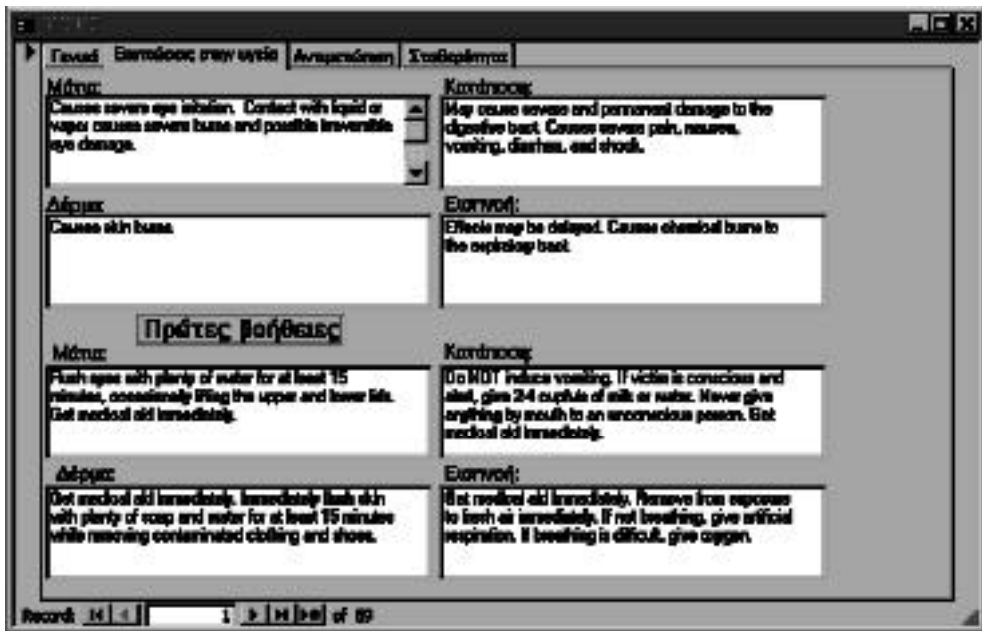 Γενικά Επιπτώσεις στην υγεία Αντιμετώπιση Σταθερότητα
Μάτια:
Causes severe eye irritation. Contact with liquid or
vapor causes severe burns and possible irreversible
eye damage.
Κατάποση:
May cause severe and permanent damage to the
digestive tract. Causes severe pain, nausea,
vomiting, diarrhea, and shock.
Δέρμα:
Causes skin burns.
Εισπνοή:
Effects may be delayed. Causes chemical burns to
the respiratory tract.
Πρώτες βοήθειες
Μάτια:
Flush eyes with plenty of water for at least 15
minutes, occasionally lifting the upper and lower lids.
Get medical aid immediately.
Κατάποση:
Do NOT induce vomiting. If victim is conscious and
alert, give 2-4 cupfuls of milk or water. Never give
anything by mouth to an unconscious person. Get
medical aid immediately.
Δέρμα:
Get medical aid immediately. Immediately flush skin
with plenty of soap and water for at least 15 minutes
while removing contaminated clothing and shoes.
Εισπνοή:
Get medical aid immediately. Remove from exposure
to fresh air immediately. If not breathing, give artificial
respiration. If breathing is difficult, give oxygen.
Record: 1 of 89